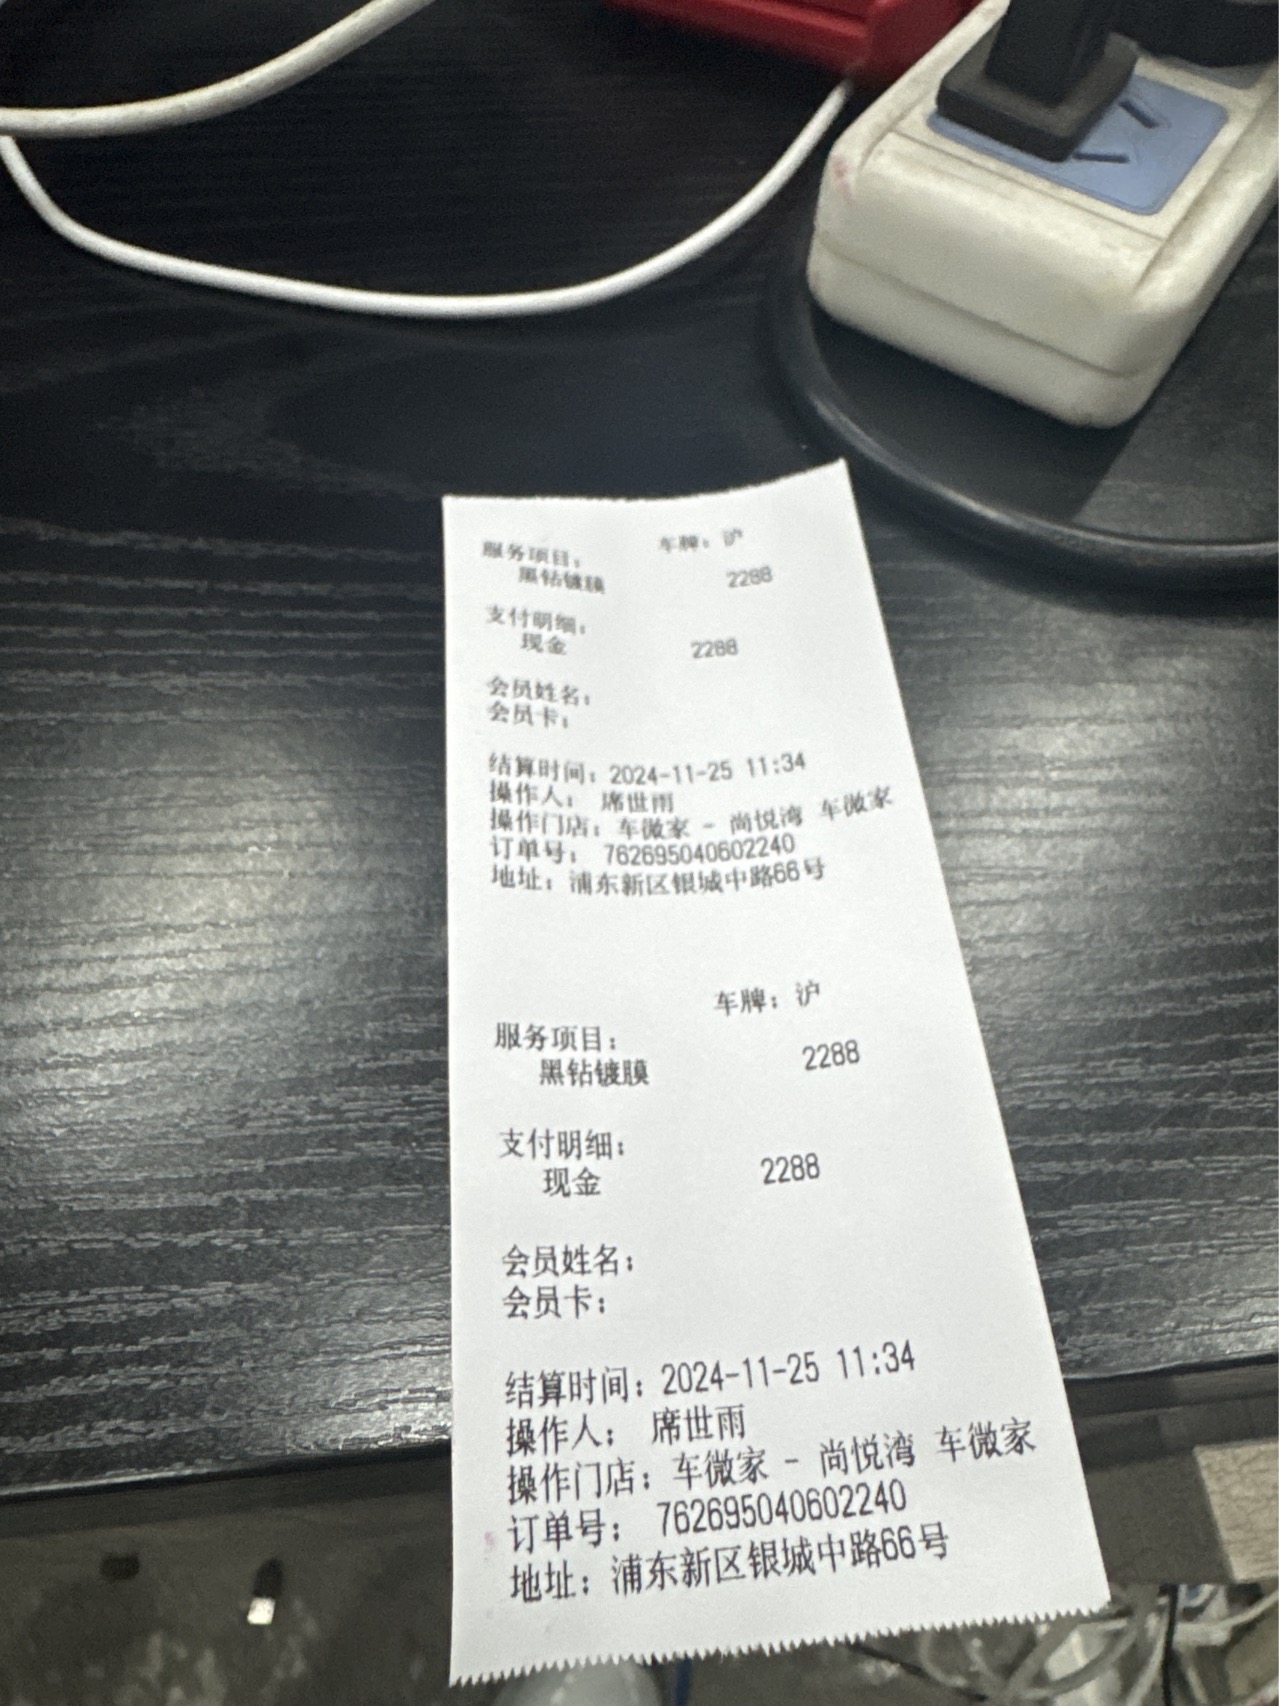 车牌：沪
服务项目：
黑钻镀膜 2288
支付明细：
现金 2288
会员姓名：
会员卡：
结算时间：2024-11-25 11:34
操作人： 席世雨
操作门店：车微家 - 尚悦湾 车微家
订单号： 762695040602240
地址：浦东新区银城中路66号
车牌：沪
服务项目：
黑钻镀膜 2288
支付明细：
现金 2288
会员姓名：
会员卡：
结算时间：2024-11-25 11:34
操作人： 席世雨
操作门店：车微家 - 尚悦湾 车微家
订单号： 762695040602240
地址：浦东新区银城中路66号